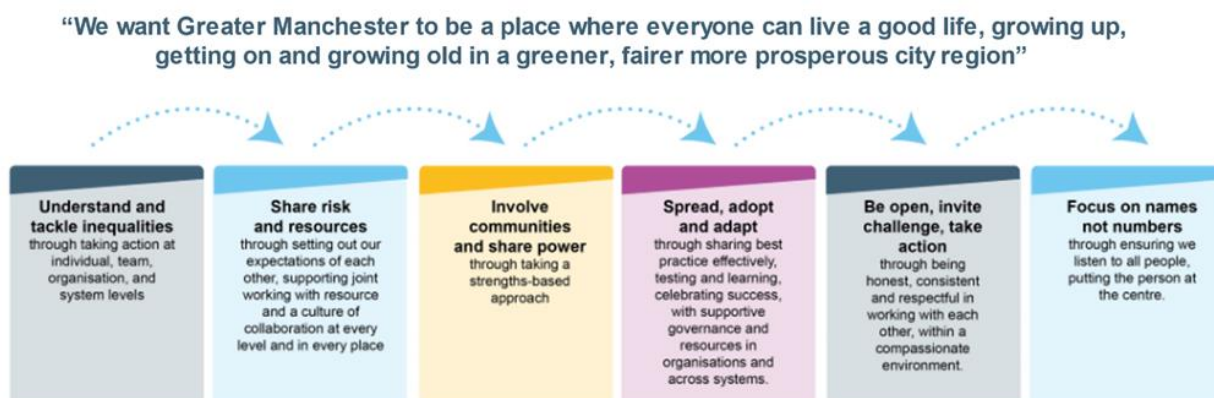 “We want Greater Manchester to be a place where everyone can live a good life, growing up,
getting on and growing old in a greener, fairer more prosperous city region”
Understand and
tackle inequalities
through taking action at
individual, team,
organisation, and
system levels
Share risk
and resources
through setting out our
expectations of each
other, supporting joint
working with resource
and a culture of
collaboration at every
level and in every place
Involve
communities
and share power
through taking a
strengths-based
approach
Spread, adopt
and adapt
through sharing best
practice effectively,
testing and learning,
celebrating success,
with supportive
governance and
resources in
organisations and
across systems.
Be open, invite
challenge, take
action
through being
honest, consistent
and respectful in
working with each
other, within a
compassionate
environment.
Focus on names
not numbers
through ensuring we
listen to all people,
putting the person at
the centre.